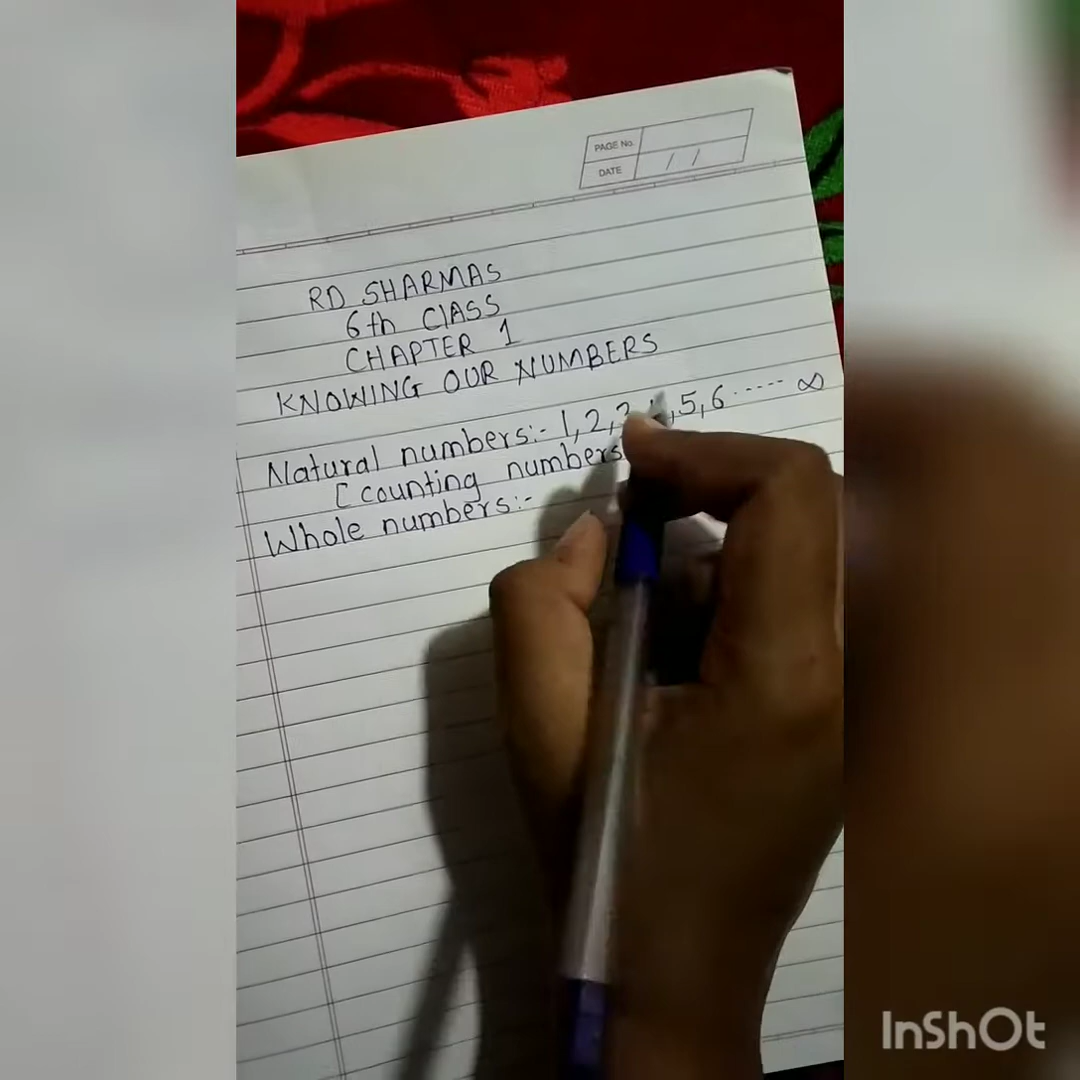 PAGE No.
DATE / /
RD SHARMAS
6th ClASS
CHAPTER 1
KNOWING OUR NUMBERS
Natural numbers:- 1,2, ,5,6 ----- ∞
[ counting numbers
Whole numbers:-
InShOt